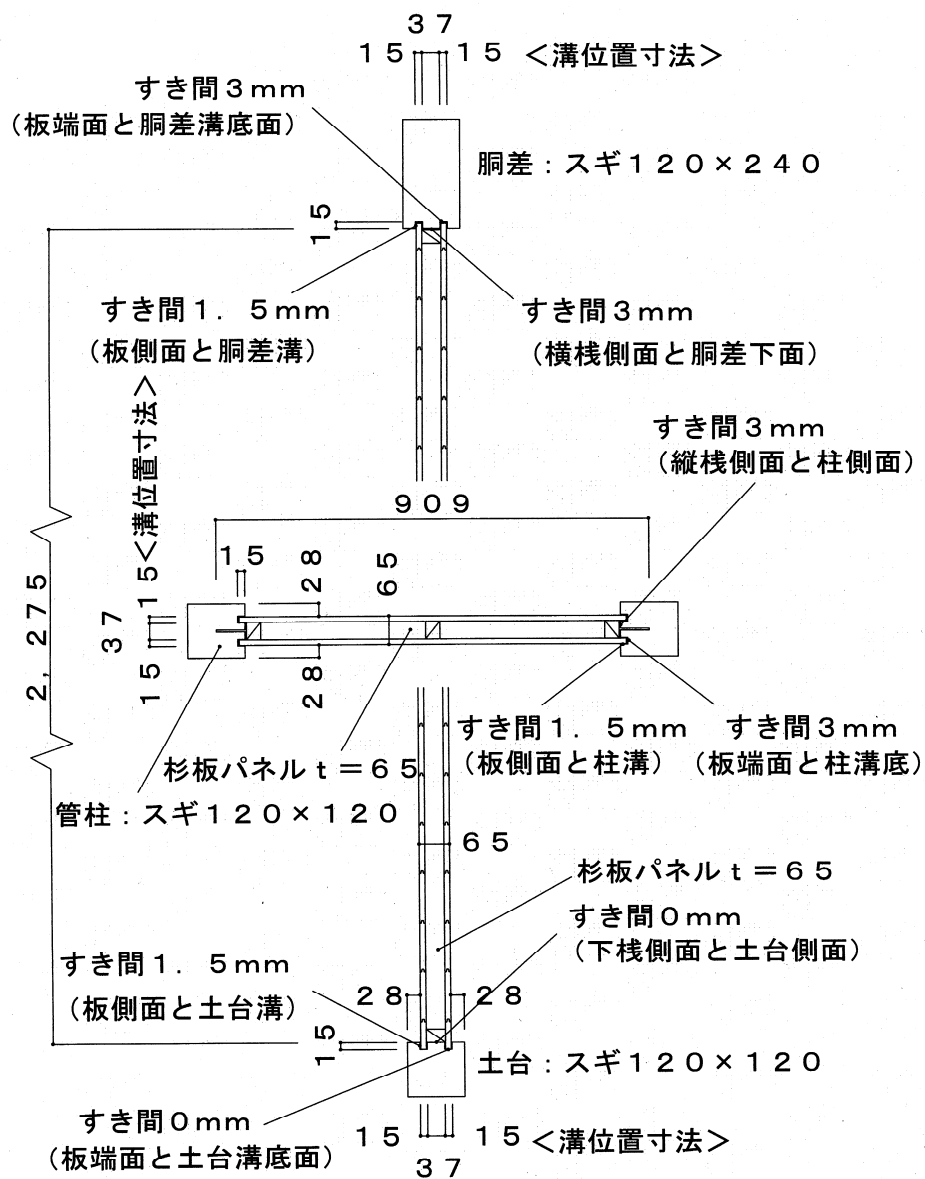 37
15 15 <溝位置寸法>
すき間3mm
(板端面と胴差溝底面)
胴差:スギ120×240
15
すき間1.5mm
(板側面と胴差溝)
すき間3mm
(横桟側面と胴差下面)
すき間3mm
(縦桟側面と柱側面)
909
15
28
65
15<溝位置寸法>
37
15
28
2,275
すき間1.5mm
(板側面と柱溝)
すき間3mm
(板端面と柱溝底)
杉板パネルt=65
管柱:スギ120×120
65
杉板パネルt=65
すき間0mm
(下桟側面と土台側面)
すき間1.5mm
(板側面と土台溝)
28 28
15
土台:スギ120×120
すき間0mm
(板端面と土台溝底面)
15 15 <溝位置寸法>
37